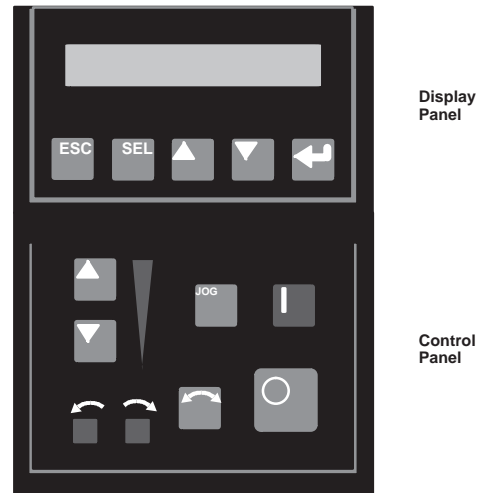 Display
Panel
ESC SEL
JOG
Control
Panel